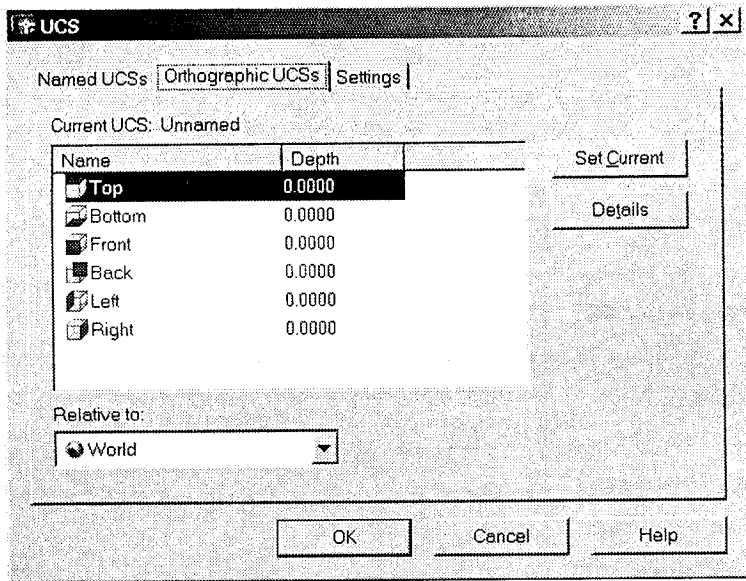 UCS
Named UCSs Orthographic UCSs Settings
Current UCS: Unnamed
Name Depth
Top 0.0000
Bottom 0.0000
Front 0.0000
Back 0.0000
Left 0.0000
Right 0.0000
Set Current
Details
Relative to:
World
OK Cancel Help